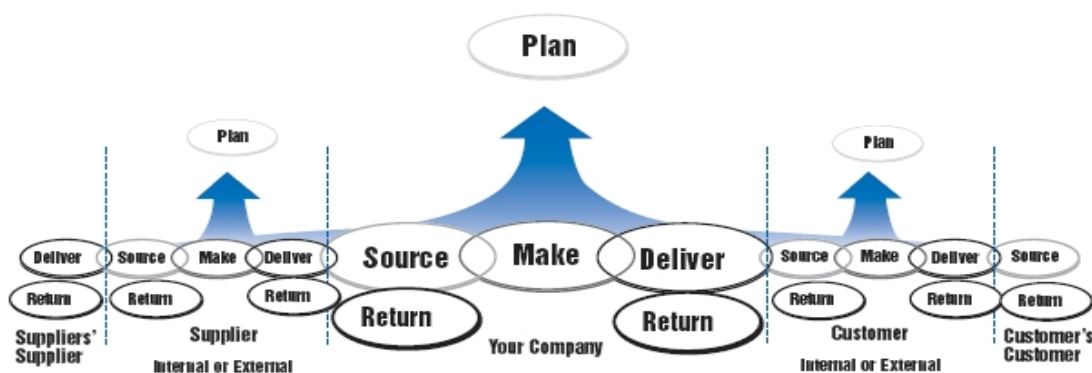 Plan
Plan
Plan
Deliver
Source
Make
Deliver
Source
Make
Deliver
Source
Make
Deliver
Source
Return
Return
Return
Return
Return
Return
Return
Return
Suppliers'
Supplier
Supplier
Internal or External
Your Company
Customer
Internal or External
Customer's
Customer